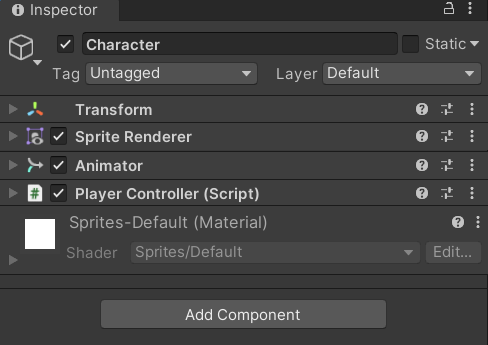 Inspector
Character Static
Tag Untagged Layer Default
Transform
Sprite Renderer
Animator
# Player Controller (Script)
Sprites-Default (Material)
Shader Sprites/Default Edit...
Add Component